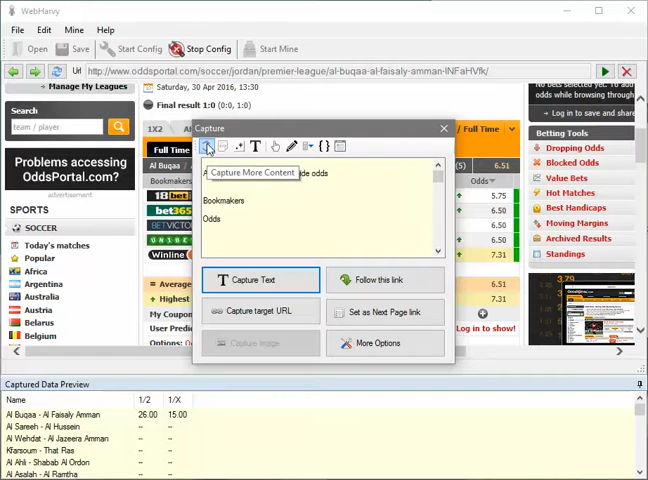 WebHarvy
File Edit Mine Help
Open Save Start Config Stop Config Start Mine
Url http://www.oddsportal.com/soccer/jordan/premier-league/al-buqaa-al-faisaly-amman-INFaHVfk/
Manage My Leagues
Saturday, 30 Apr 2016, 13:30
Final result 1:0 (0:0, 1:0)
No bets selected yet. To add
odds while browsing through
Log in to save and share
Search
team / player
Problems accessing
OddsPortal.com
advertisement
SPORTS
SOCCER
Today's matches
Popular
Africa
Argentina
Australia
Austria
Belarus
Belgium
1X2
Full Time
Al Buqaa
Bookmakers
18bet
bet365
BETVICTOR
UNIBET
Winline
Average
Highest
My Coupon
User Predic
/ Full Time
6.51
Odds
5.75
6.50
6.50
6.50
7.31
6.51
7.31
Log in to show!
Betting Tools
Dropping Odds
Blocked Odds
Value Bets
Hot Matches
Best Handicaps
Moving Margins
Archived Results
Standings
Capture
Capture More Content
de odds
Bookmakers
Odds
Capture Text
Follow this link
Capture target URL
Set as Next Page link
Capture Image
More Options
Captured Data Preview
Name 1/2 1/X
Al Buqaa - Al Faisaly Amman 26.00 15.00
Al Sareeh - Al Hussein -- --
Al Wehdat - Al Jazeera Amman -- --
Kfarsoum - That Ras -- --
Al Ahli - Shabab Al Ordon -- --
Al Asalah - Al Ramtha -- --